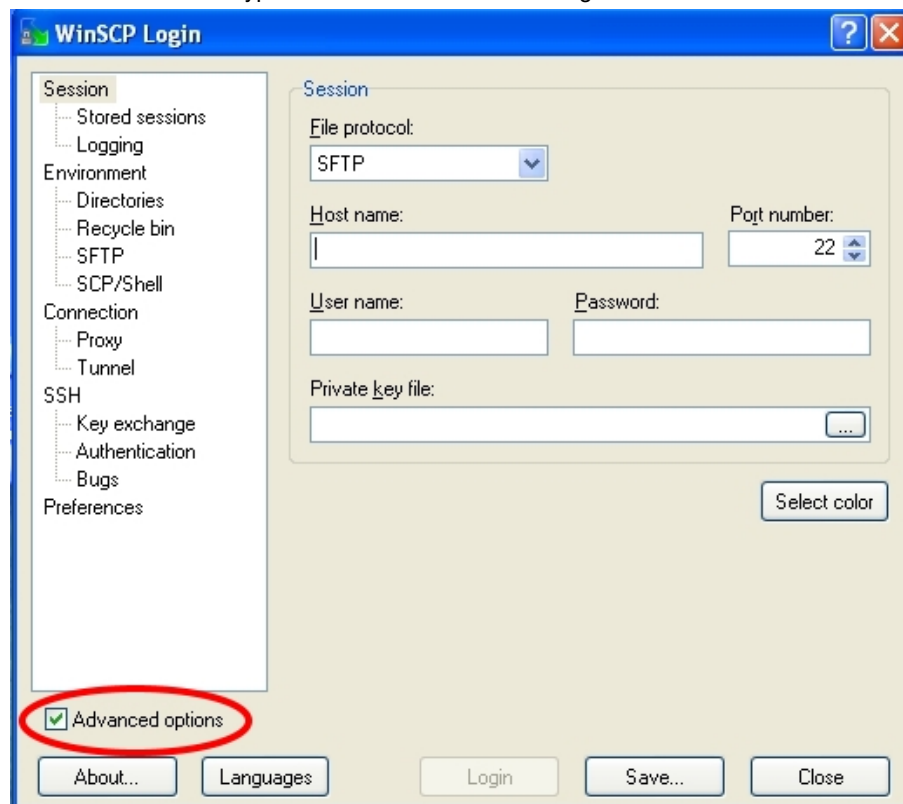 WinSCP Login
Session
Stored sessions
Logging
Environment
Directories
Recycle bin
SFTP
SCP/Shell
Connection
Proxy
Tunnel
SSH
Key exchange
Authentication
Bugs
Preferences
Advanced options
Session
File protocol:
SFTP
Host name:
Port number:
22
User name:
Password:
Private key file:
...
Select color
About...
Languages
Login
Save...
Close